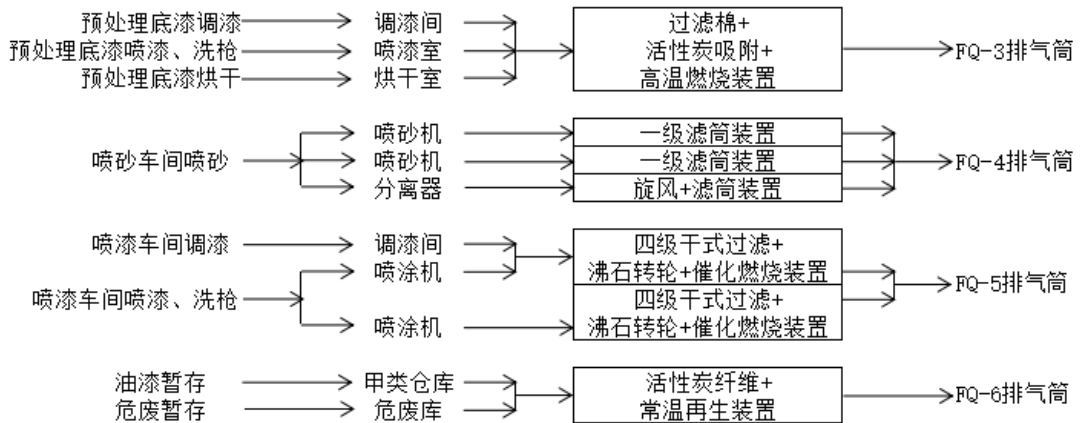 预处理底漆调漆
调漆间
过滤棉+
预处理底漆喷漆、洗枪
喷漆室
活性炭吸附+
FQ-3排气筒
预处理底漆烘干
烘干室
高温燃烧装置
喷砂机
一级滤筒装置
喷砂车间喷砂
喷砂机
一级滤筒装置
FQ-4排气筒
分离器
旋风+滤筒装置
喷漆车间调漆
调漆间
四级干式过滤+
喷涂机
沸石转轮+催化燃烧装置
FQ-5排气筒
喷漆车间喷漆、洗枪
四级干式过滤+
喷涂机
沸石转轮+催化燃烧装置
油漆暂存
甲类仓库
活性炭纤维+
FQ-6排气筒
危废暂存
危废库
常温再生装置